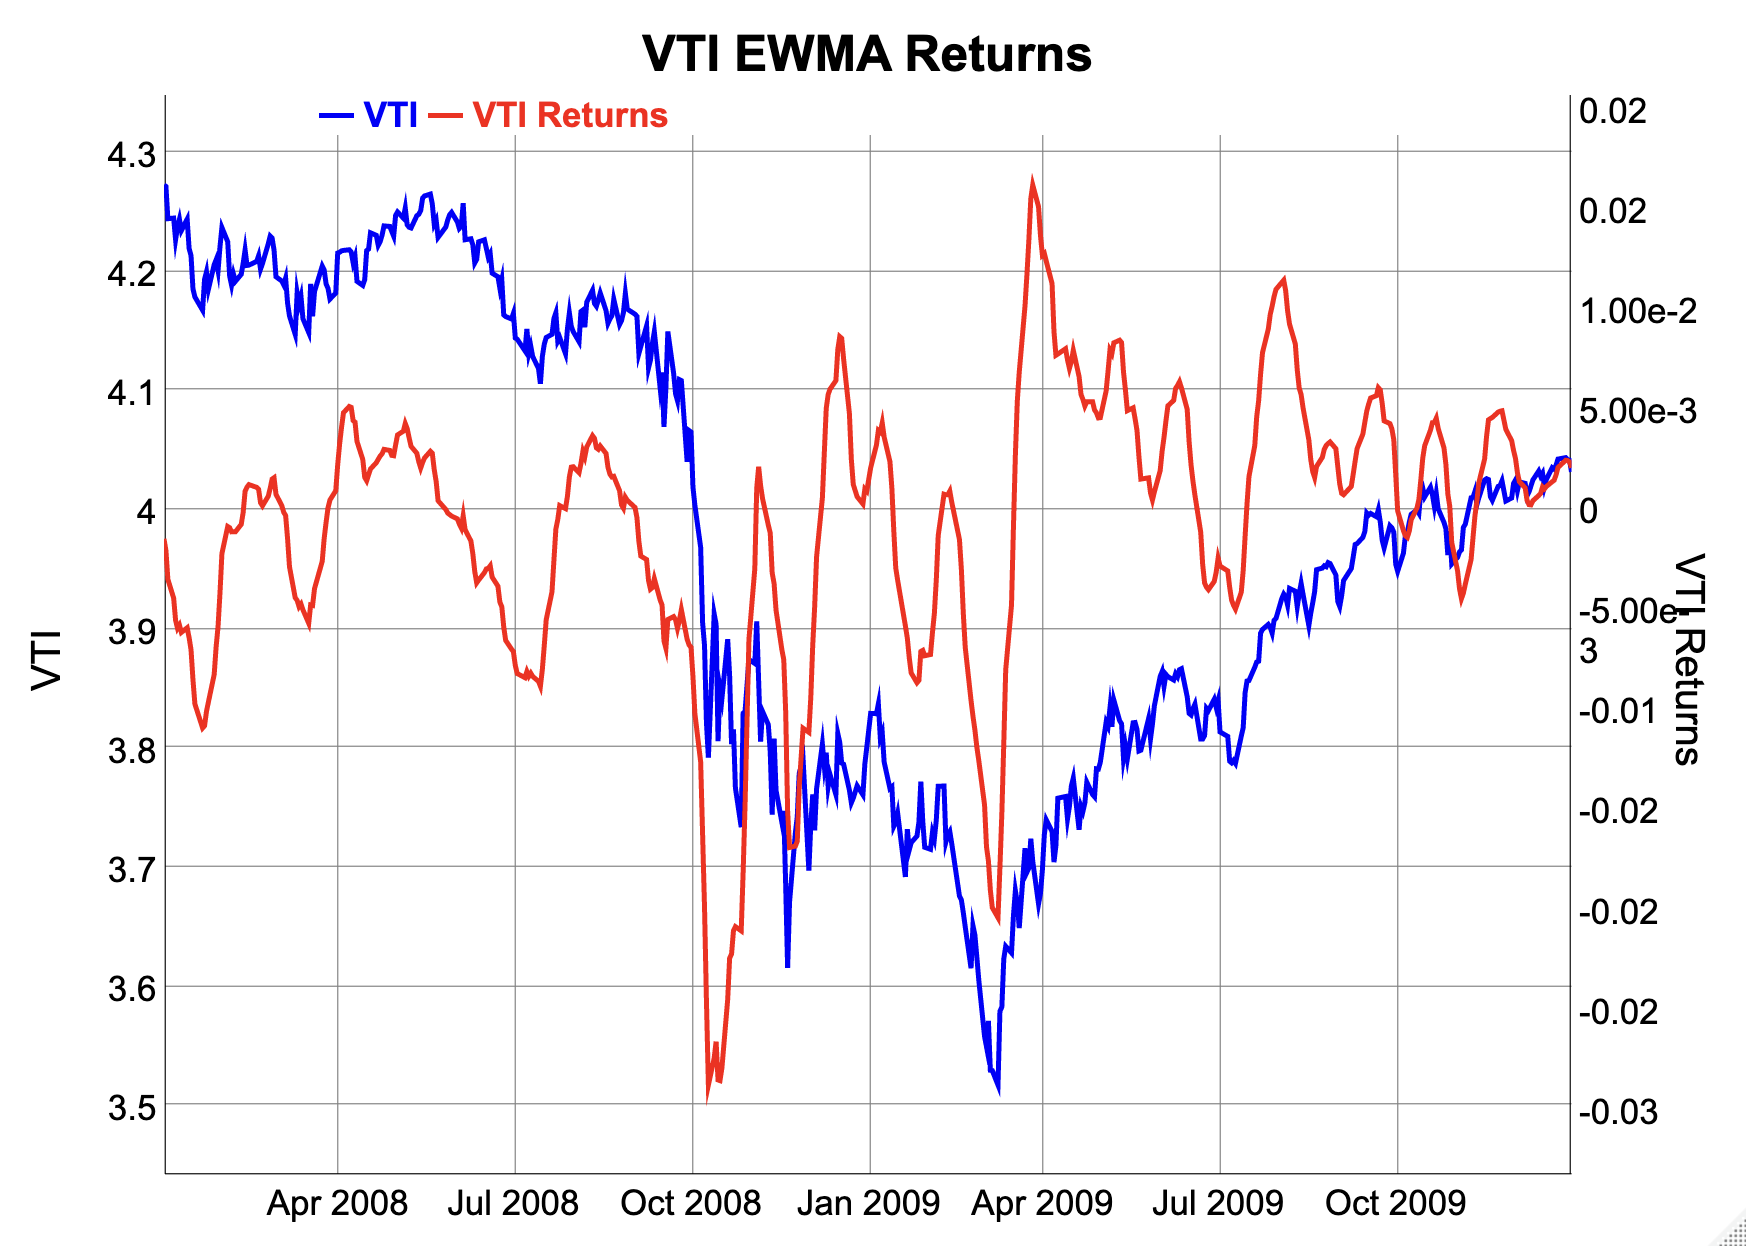 VTI EWMA Returns
VTI VTI Returns
4.3
4.2
4.1
4
3.9
3.8
3.7
3.6
3.5
VTI
0.02
0.02
1.00e-2
5.00e-3
0
-5.00e-
3
-0.01
-0.02
-0.02
-0.02
-0.03
VTI Returns
Apr 2008 Jul 2008 Oct 2008 Jan 2009 Apr 2009 Jul 2009 Oct 2009